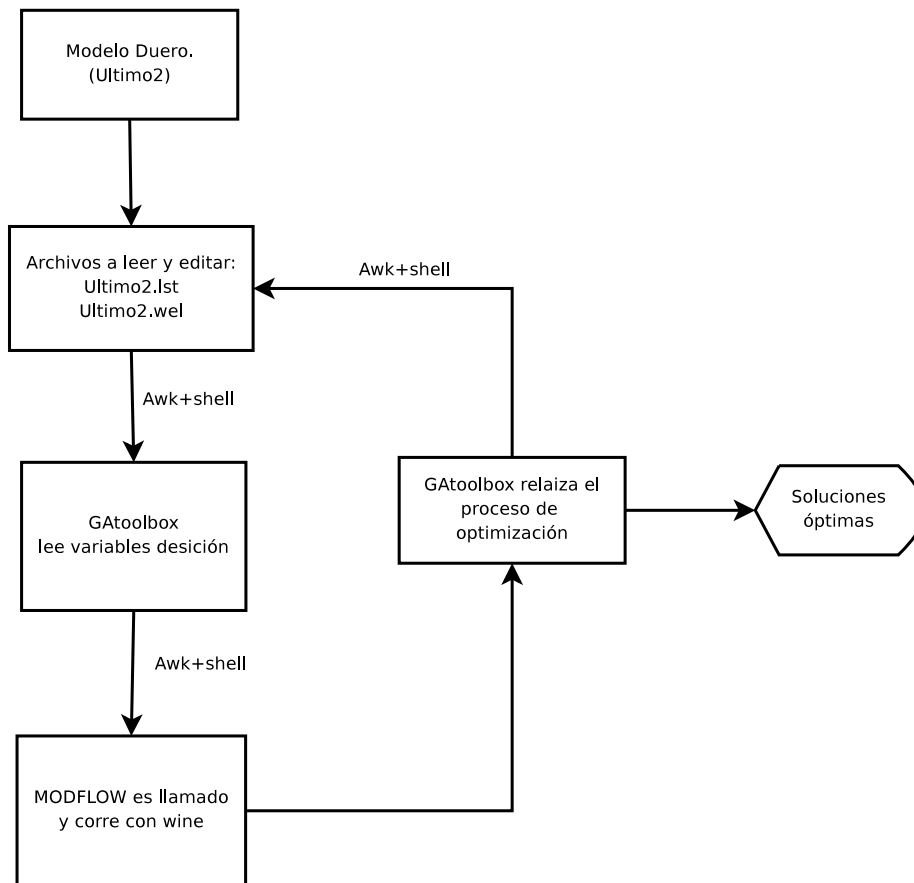 Modelo Duero.
(Ultimo2)
Archivos a leer y editar:
Ultimo2.lst
Ultimo2.wel
Awk+shell
Awk+shell
GAtoolbox
lee variables desición
GAtoolbox relaiza el
proceso de
optimización
Soluciones
óptimas
Awk+shell
MODFLOW es llamado
y corre con wine